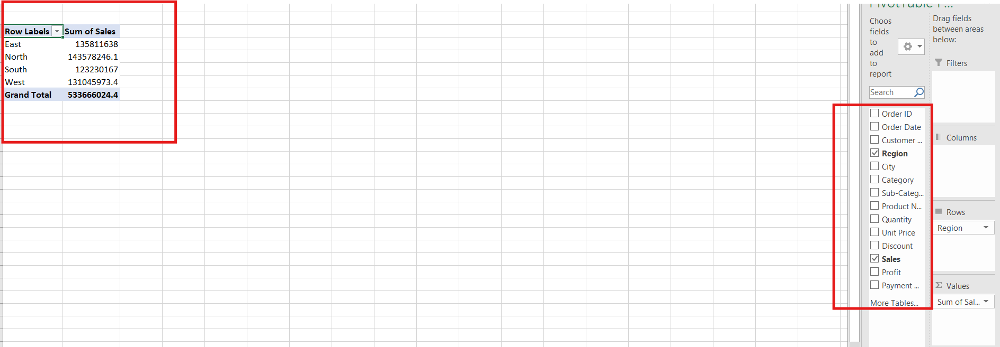 Row Labels Sum of Sales
East 135811638
North 143578246.1
South 123230167
West 131045973.4
Grand Total 533666024.4
PivotTable F...
Choos
fields
to
add
to
report
Search
Order ID
Order Date
Customer ...
Region
City
Category
Sub-Categ...
Product N...
Quantity
Unit Price
Discount
Sales
Profit
Payment ...
More Tables...
Drag fields
between areas
below:
Filters
Columns
Rows
Region
Σ Values
Sum of Sal...